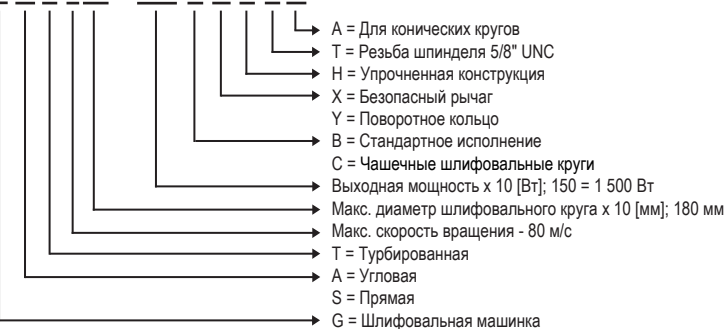 A = Для конических кругов
T = Резьба шпинделя 5/8" UNC
H = Упрочненная конструкция
X = Безопасный рычаг
Y = Поворотное кольцо
B = Стандартное исполнение
C = Чашечные шлифовальные круги
Выходная мощность x 10 [Вт]; 150 = 1 500 Вт
Макс. диаметр шлифовального круга x 10 [мм]; 180 мм
Макс. скорость вращения - 80 м/с
T = Турбированная
A = Угловая
S = Прямая
G = Шлифовальная машинка